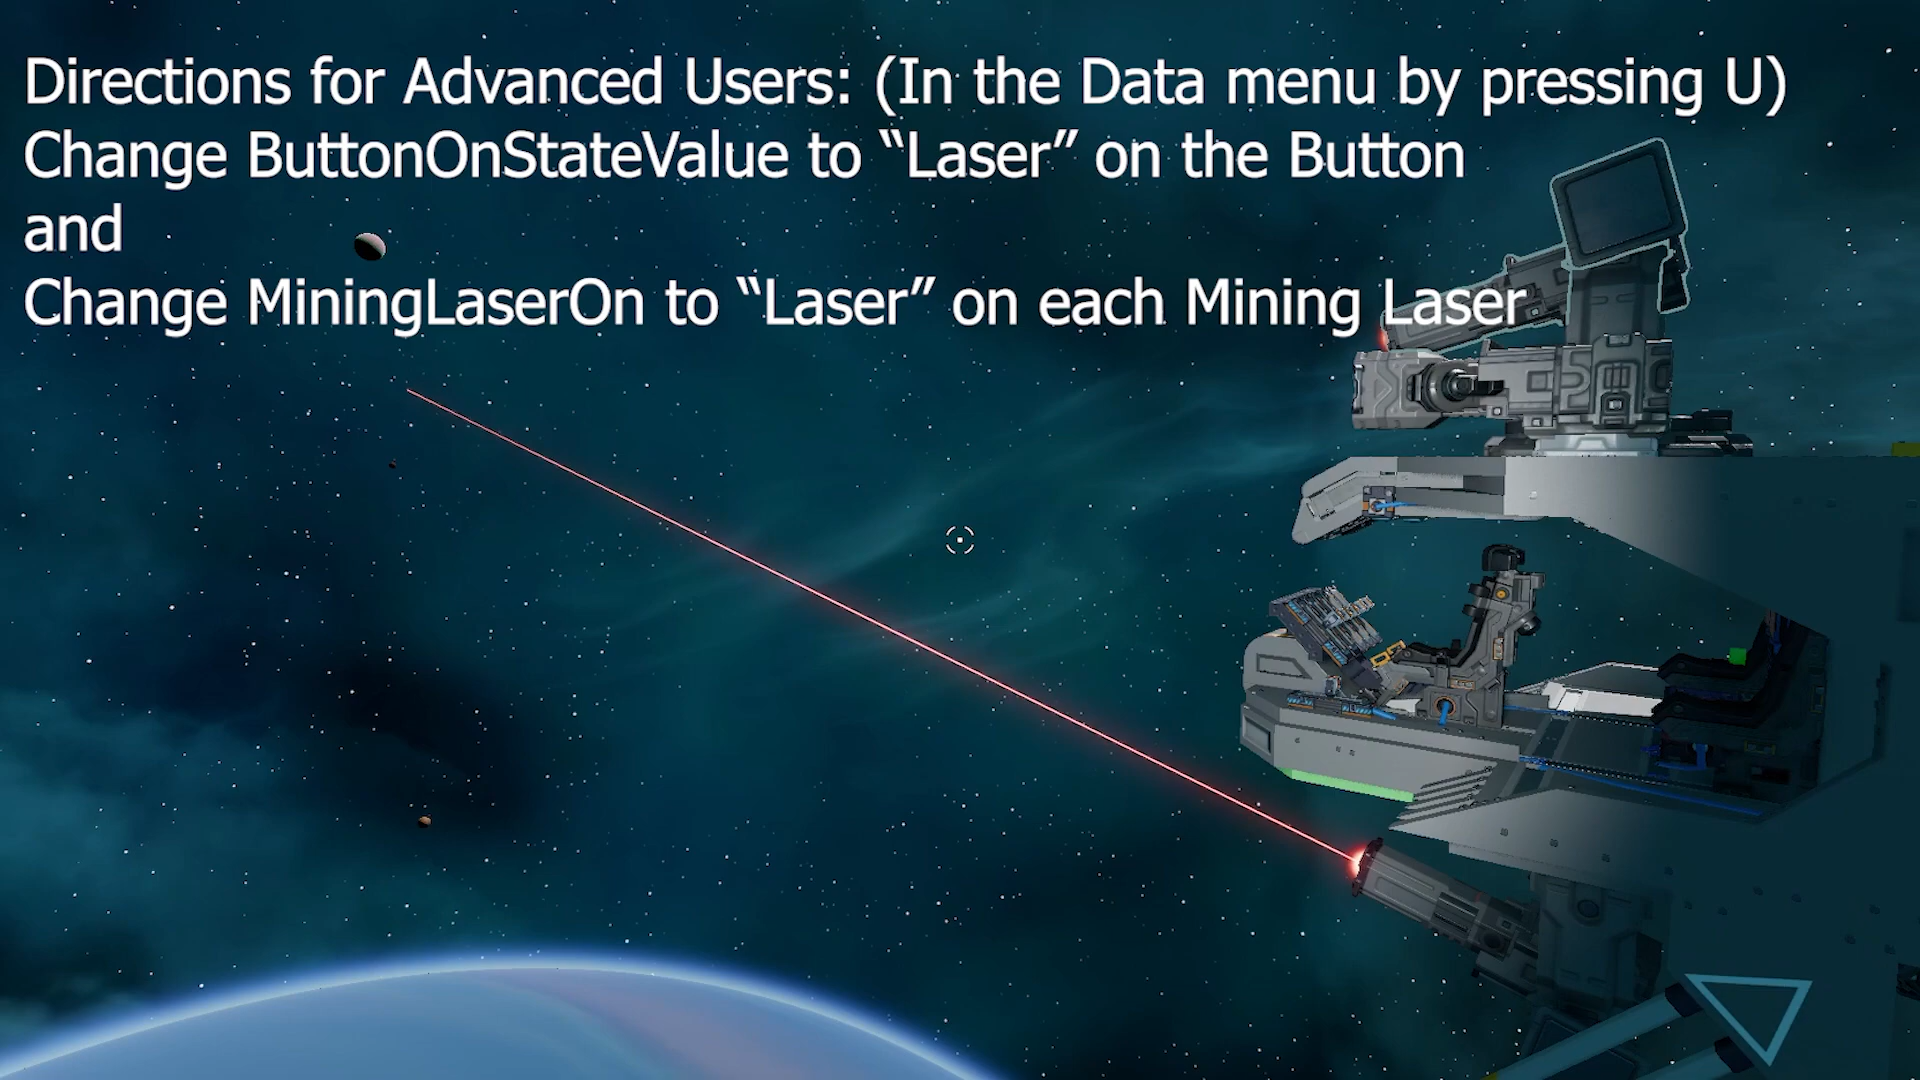 Directions for Advanced Users: (In the Data menu by pressing U)
Change ButtonOnStateValue to “Laser” on the Button
and
Change MiningLaserOn to “Laser” on each Mining Laser